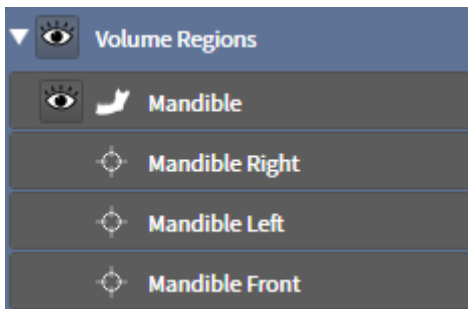 Volume Regions
Mandible
Mandible Right
Mandible Left
Mandible Front